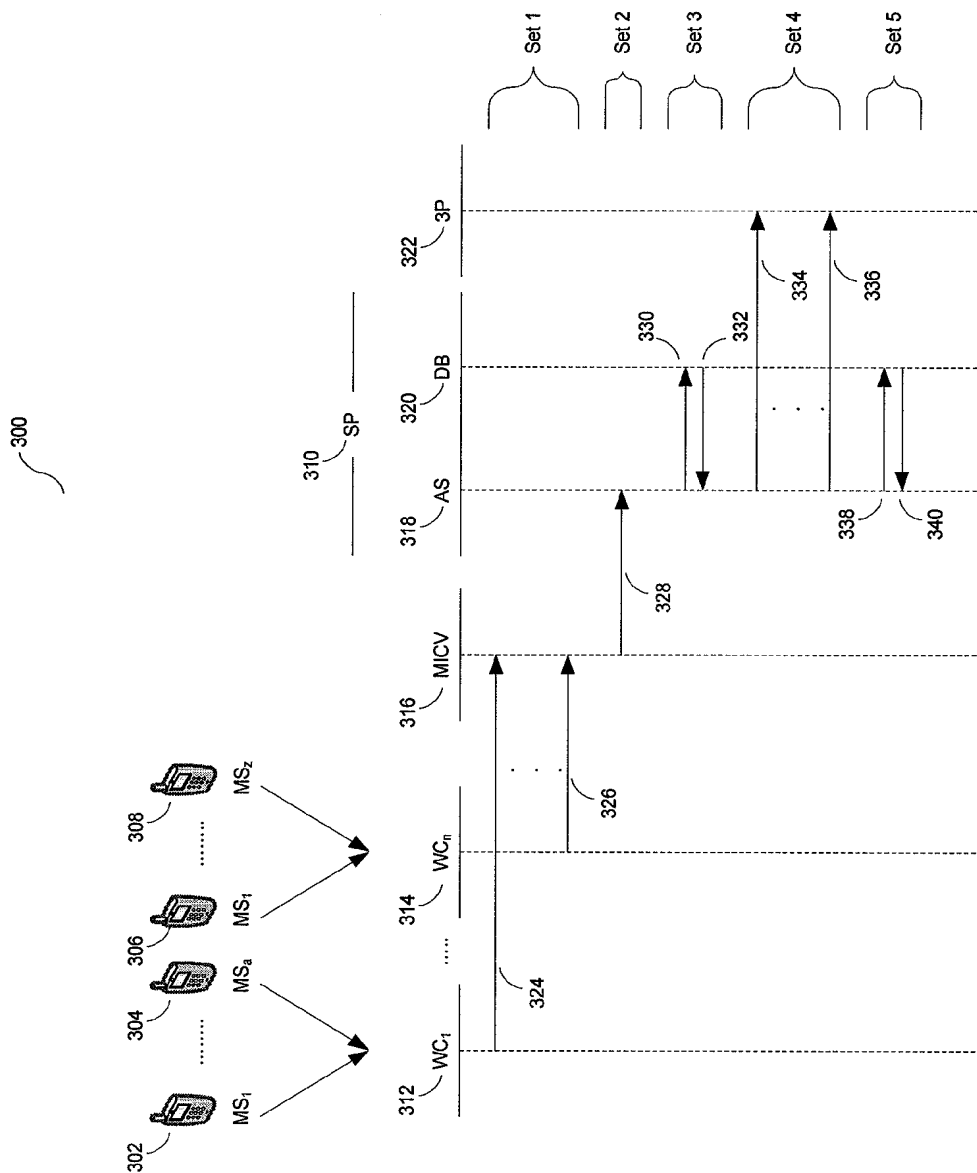 300
302
MS1
........
304
MSa
306
MS1
........
308
MSz
310 SP
312 WC1
.....
314 WCn
316 MICV
318 AS
320 DB
322 3P
324
. . . .
326
Set 1
328
Set 2
330
332
Set 3
334
. . . .
336
Set 4
338
340
Set 5